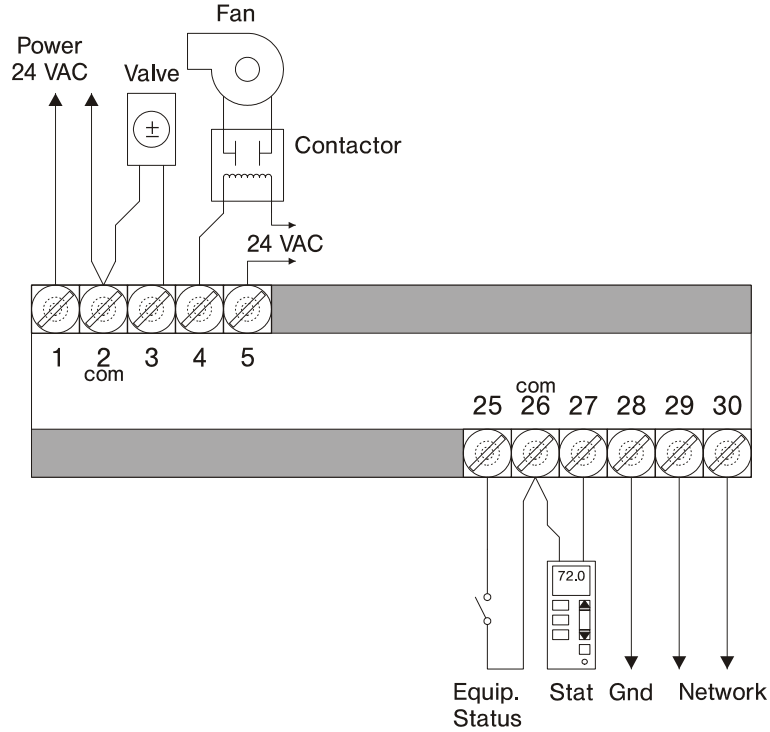 Fan
Power
24 VAC
Valve
±
Contactor
24 VAC
1 2 3 4 5
com
com
25 26 27 28 29 30
72.0
Equip.
Status
Stat
Gnd
Network